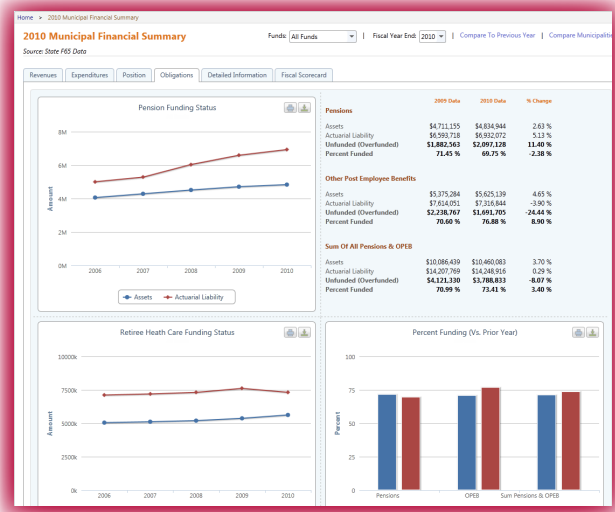 Home > 2010 Municipal Financial Summary
2010 Municipal Financial Summary
Funds: All Funds | Fiscal Year End: 2010 | Compare To Previous Year | Compare Municipalitie
Source: State F65 Data
Revenues Expenditures Position Obligations Detailed Information Fiscal Scorecard
Pension Funding Status
8M
6M
4M
2M
0M
Amount
2006 2007 2008 2009 2010
Assets Actuarial Liability
2009 Data 2010 Data % Change
Pensions
Assets $4,711,155 $4,834,944 2.63 %
Actuarial Liability $6,593,718 $6,932,072 5.13 %
Unfunded (Overfunded) $1,882,563 $2,097,128 11.40 %
Percent Funded 71.45 % 69.75 % -2.38 %
Other Post Employee Benefits
Assets $5,375,284 $5,625,139 4.65 %
Actuarial Liability $7,614,051 $7,316,844 -3.90 %
Unfunded (Overfunded) $2,238,767 $1,691,705 -24.44 %
Percent Funded 70.60 % 76.88 % 8.90 %
Sum Of All Pensions & OPEB
Assets $10,086,439 $10,460,083 3.70 %
Actuarial Liability $14,207,769 $14,248,916 0.29 %
Unfunded (Overfunded) $4,121,330 $3,788,833 -8.07 %
Percent Funded 70.99 % 73.41 % 3.40 %
Retiree Heath Care Funding Status
10000k
7500k
5000k
2500k
0k
Amount
2006 2007 2008 2009 2010
Percent Funding (Vs. Prior Year)
100
75
50
25
0
Percent
Pensions OPEB Sum Pensions & OPEB